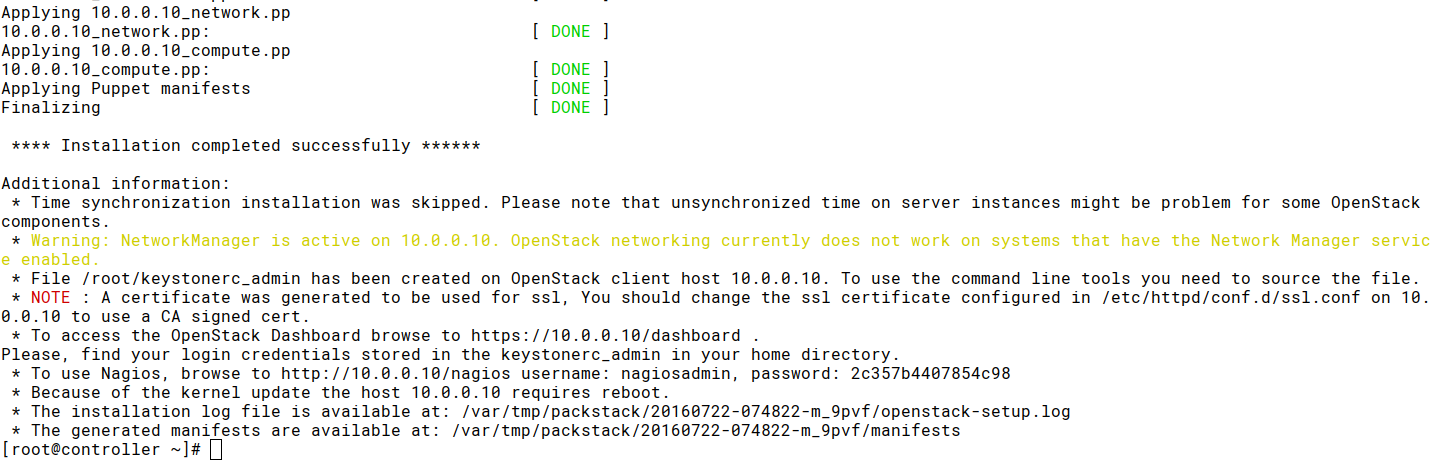 Applying 10.0.0.10_network.pp
10.0.0.10_network.pp: [ DONE ]
Applying 10.0.0.10_compute.pp
10.0.0.10_compute.pp: [ DONE ]
Applying Puppet manifests [ DONE ]
Finalizing [ DONE ]
**** Installation completed successfully ******
Additional information:
* Time synchronization installation was skipped. Please note that unsynchronized time on server instances might be problem for some OpenStack
components.
* Warning: NetworkManager is active on 10.0.0.10. OpenStack networking currently does not work on systems that have the Network Manager servic
e enabled.
* File /root/keystonerc_admin has been created on OpenStack client host 10.0.0.10. To use the command line tools you need to source the file.
* NOTE : A certificate was generated to be used for ssl, You should change the ssl certificate configured in /etc/httpd/conf.d/ssl.conf on 10.
0.0.10 to use a CA signed cert.
* To access the OpenStack Dashboard browse to https://10.0.0.10/dashboard .
Please, find your login credentials stored in the keystonerc_admin in your home directory.
* To use Nagios, browse to http://10.0.0.10/nagios username: nagiosadmin, password: 2c357b4407854c98
* Because of the kernel update the host 10.0.0.10 requires reboot.
* The installation log file is available at: /var/tmp/packstack/20160722-074822-m_9pvf/openstack-setup.log
* The generated manifests are available at: /var/tmp/packstack/20160722-074822-m_9pvf/manifests
[root@controller ~]#